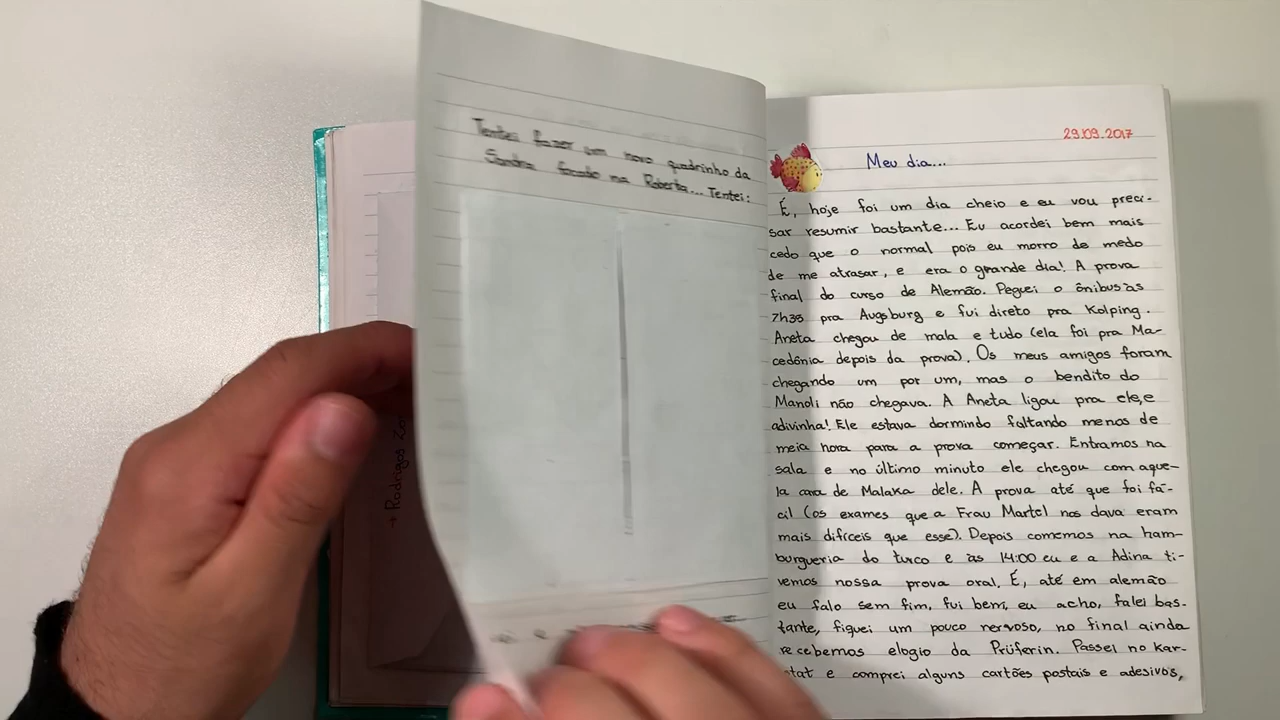 → Rodrigos Zo
Tentei fazer um novo quadrinho da
Sandra focado na Roberta... Tentei:
29.09.2017
Meu dia...
É, hoje foi um dia cheio e eu vou preci-
sar resumir bastante... Eu acordei bem mais
cedo que o normal pois eu morro de medo
de me atrasar, e era o grande dia! A prova
final do curso de Alemão. Peguei o ônibus às
7h35 pra Augsburg e fui direto pra Kolping.
Aneta chegou de mala e tudo (ela foi pra Ma-
cedônia depois da prova). Os meus amigos foram
chegando um por um, mas o bendito do
Manoli não chegava. A Aneta ligou pra ele,e
adivinha! Ele estava dormindo faltando menos de
meia hora para a prova começar. Entramos na
sala e no último minuto ele chegou com aque-
la cara de Malaka dele. A prova até que foi fá-
cil (os exames que a Frau Martel nos dava eram
mais difíceis que esse). Depois comemos na ham-
burgueria do turco e às 14:00 eu e a Adina ti-
vemos nossa prova oral. É, até em alemão
eu falo sem fim, fui bem, eu acho, falei bas-
tante, fiquei um pouco nervoso, no final ainda
recebemos elogio da Prüferin. Passei no Kar-
stat e comprei alguns cartões postais e adesivos,